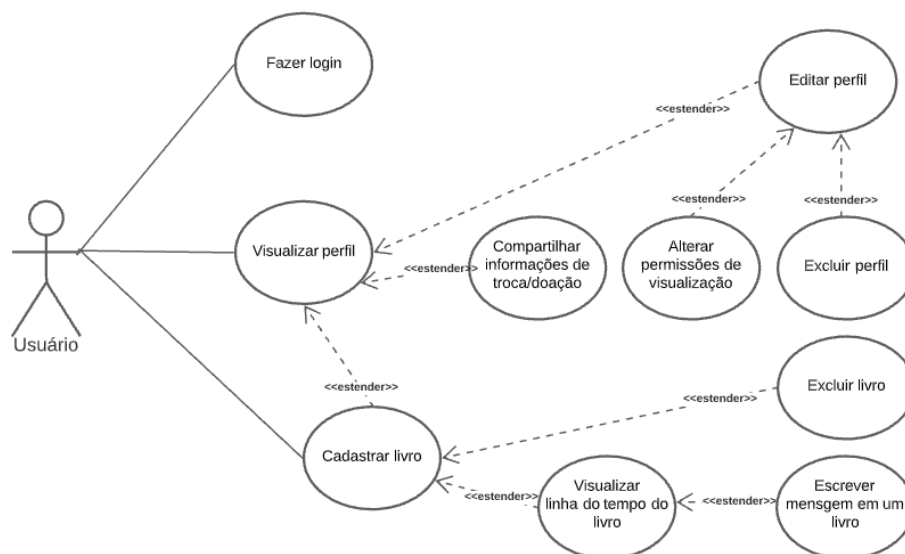 Fazer login
Editar perfil
<<estender>>
<<estender>>
<<estender>>
Visualizar perfil
<<estender>>
Compartilhar
informações de
troca/doação
Alterar
permissões de
visualização
Excluir perfil
Usuário
<<estender>>
Excluir livro
<<estender>>
Cadastrar livro
<<estender>>
Visualizar
linha do tempo do
livro
<<estender>>
Escrever
mensgem em um
livro